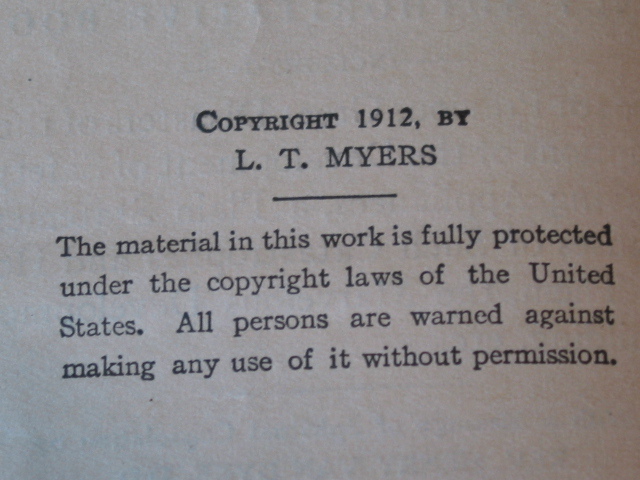 COPYRIGHT 1912, BY
L. T. MYERS
The material in this work is fully protected
under the copyright laws of the United
States. All persons are warned against
making any use of it without permission.